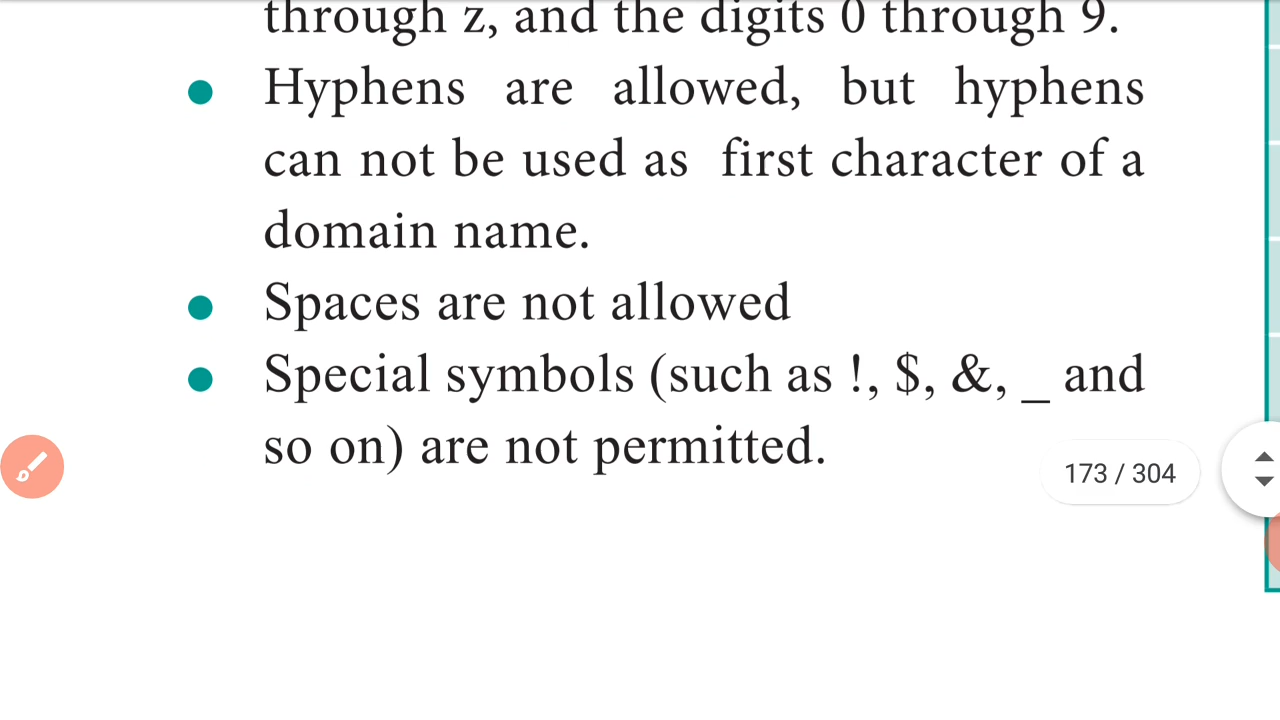 through z, and the digits 0 through 9.
● Hyphens are allowed, but hyphens
can not be used as first character of a
domain name.
● Spaces are not allowed
● Special symbols (such as !, $, &, _ and
so on) are not permitted.
173 / 304